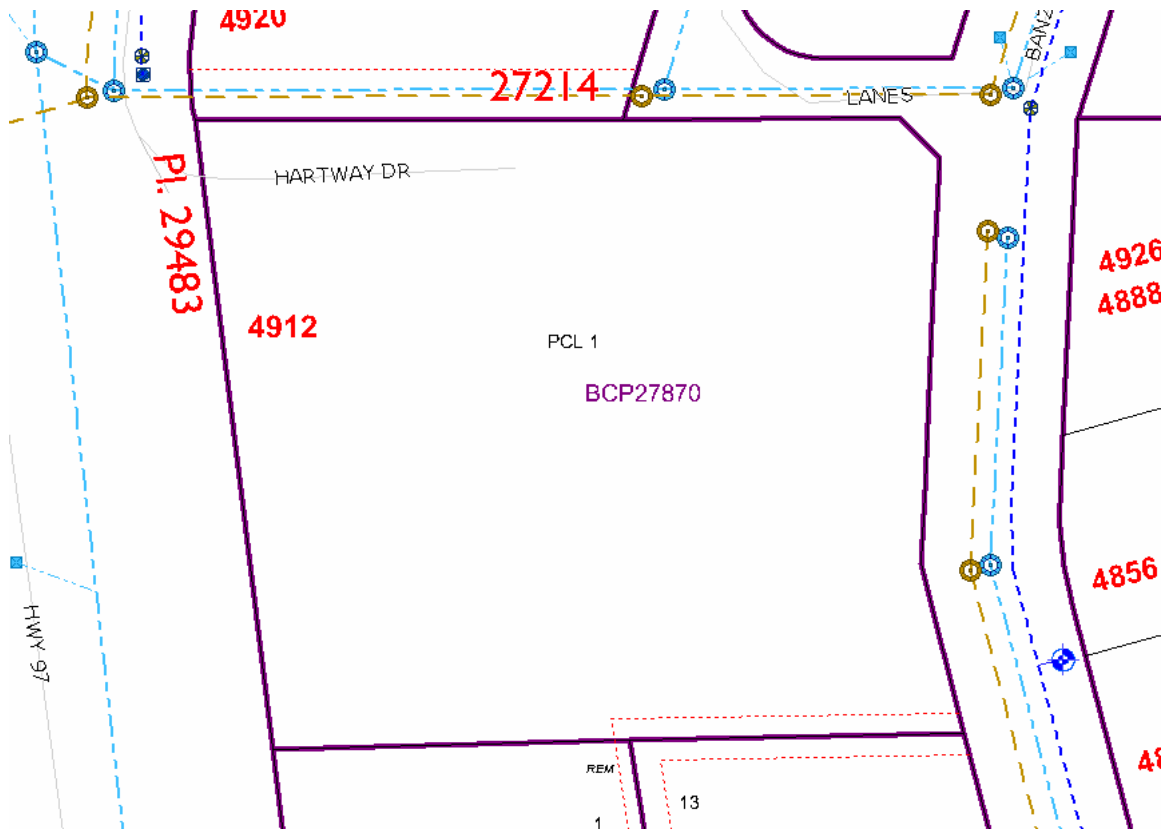 4920
27214
LANES
HARTWAY DR
Pl. 29483
4926
4888
4912
PCL 1
BCP27870
4856
HWY 97
REM
13
1